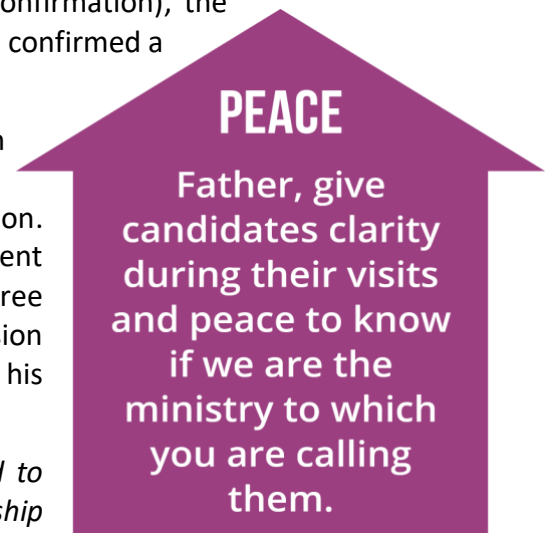 onfirmation), the
confirmed a
on.
ent
ree
sion
his
to
ship
PEACE
Father, give
candidates clarity
during their visits
and peace to know
if we are the
ministry to which
you are calling
them.